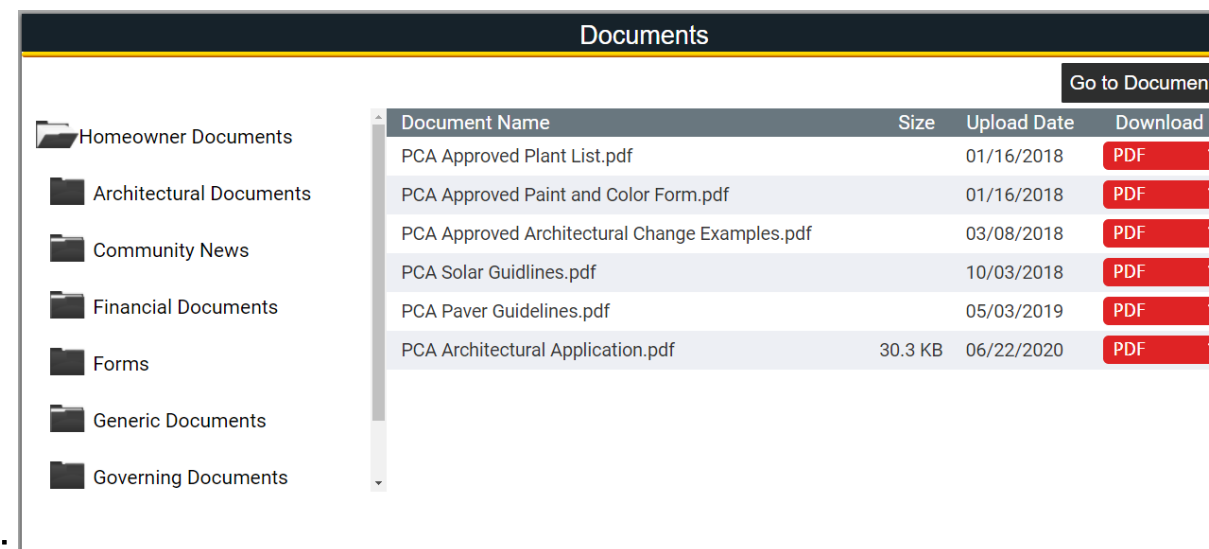 Documents
Go to Documen
Homeowner Documents
Architectural Documents
Community News
Financial Documents
Forms
Generic Documents
Governing Documents
Document Name Size Upload Date Download
PCA Approved Plant List.pdf 01/16/2018 PDF
PCA Approved Paint and Color Form.pdf 01/16/2018 PDF
PCA Approved Architectural Change Examples.pdf 03/08/2018 PDF
PCA Solar Guidlines.pdf 10/03/2018 PDF
PCA Paver Guidelines.pdf 05/03/2019 PDF
PCA Architectural Application.pdf 30.3 KB 06/22/2020 PDF